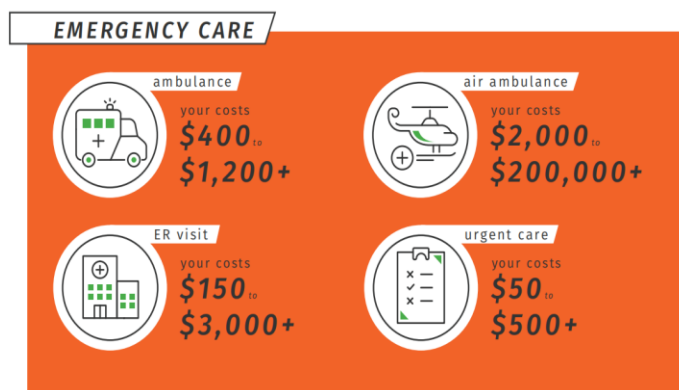 EMERGENCY CARE
ambulance
your costs
$400 to
$1,200+
air ambulance
your costs
$2,000 to
$200,000+
ER visit
your costs
$150 to
$3,000+
urgent care
your costs
$50 to
$500+